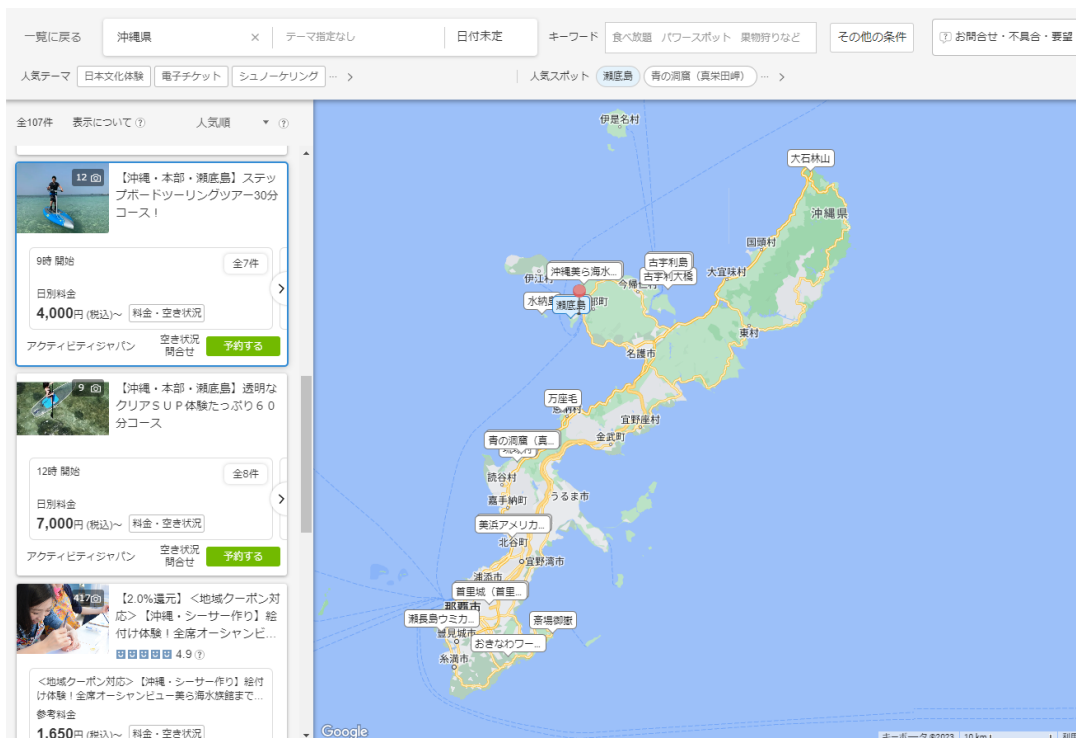 一覧に戻る
沖縄県 ×
テーマ指定なし
日付未定
キーワード
食べ放題 パワースポット 果物狩りなど
その他の条件
? お問合せ・不具合・要望
人気テーマ
日本文化体験
電子チケット
シュノーケリング
... >
人気スポット
瀬底島
青の洞窟（真栄田岬）
... >
全107件 表示について ?
人気順 ▼ ?
12
【沖縄・本部・瀬底島】ステッ
プボードツーリングツアー30分
コース！
9時 開始
全7件
日別料金
4,000円 (税込)～ 料金・空き状況
アクティビティジャパン
空き状況
問合せ
予約する
9
【沖縄・本部・瀬底島】透明な
クリアＳＵＰ体験たっぷり６０
分コース
12時 開始
全8件
日別料金
7,000円 (税込)～ 料金・空き状況
アクティビティジャパン
空き状況
問合せ
予約する
417
【2.0%還元】＜地域クーポン対
応＞【沖縄・シーサー作り】絵
付け体験！全席オーシャンビ...
4.9 ?
＜地域クーポン対応＞【沖縄・シーサー作り】絵付
け体験！全席オーシャンビュー美ら海水族館まで...
参考料金
1,650円 (税込)～ 料金・空き状況
伊是名村
大石林山
沖縄県
国頭村
古宇利島
古宇利大橋
大宜味村
沖縄美ら海水...
伊江村
瀬底島
東村
名護市
万座毛
宜野座村
金武町
青の洞窟（真...
読谷村
嘉手納町
うるま市
美浜アメリカ...
北谷町
宜野湾市
浦添市
首里城（首里...
那覇市
瀬長島ウミカ...
斎場御嶽
豊見城市
おきなわワー...
糸満市
Google
10 km